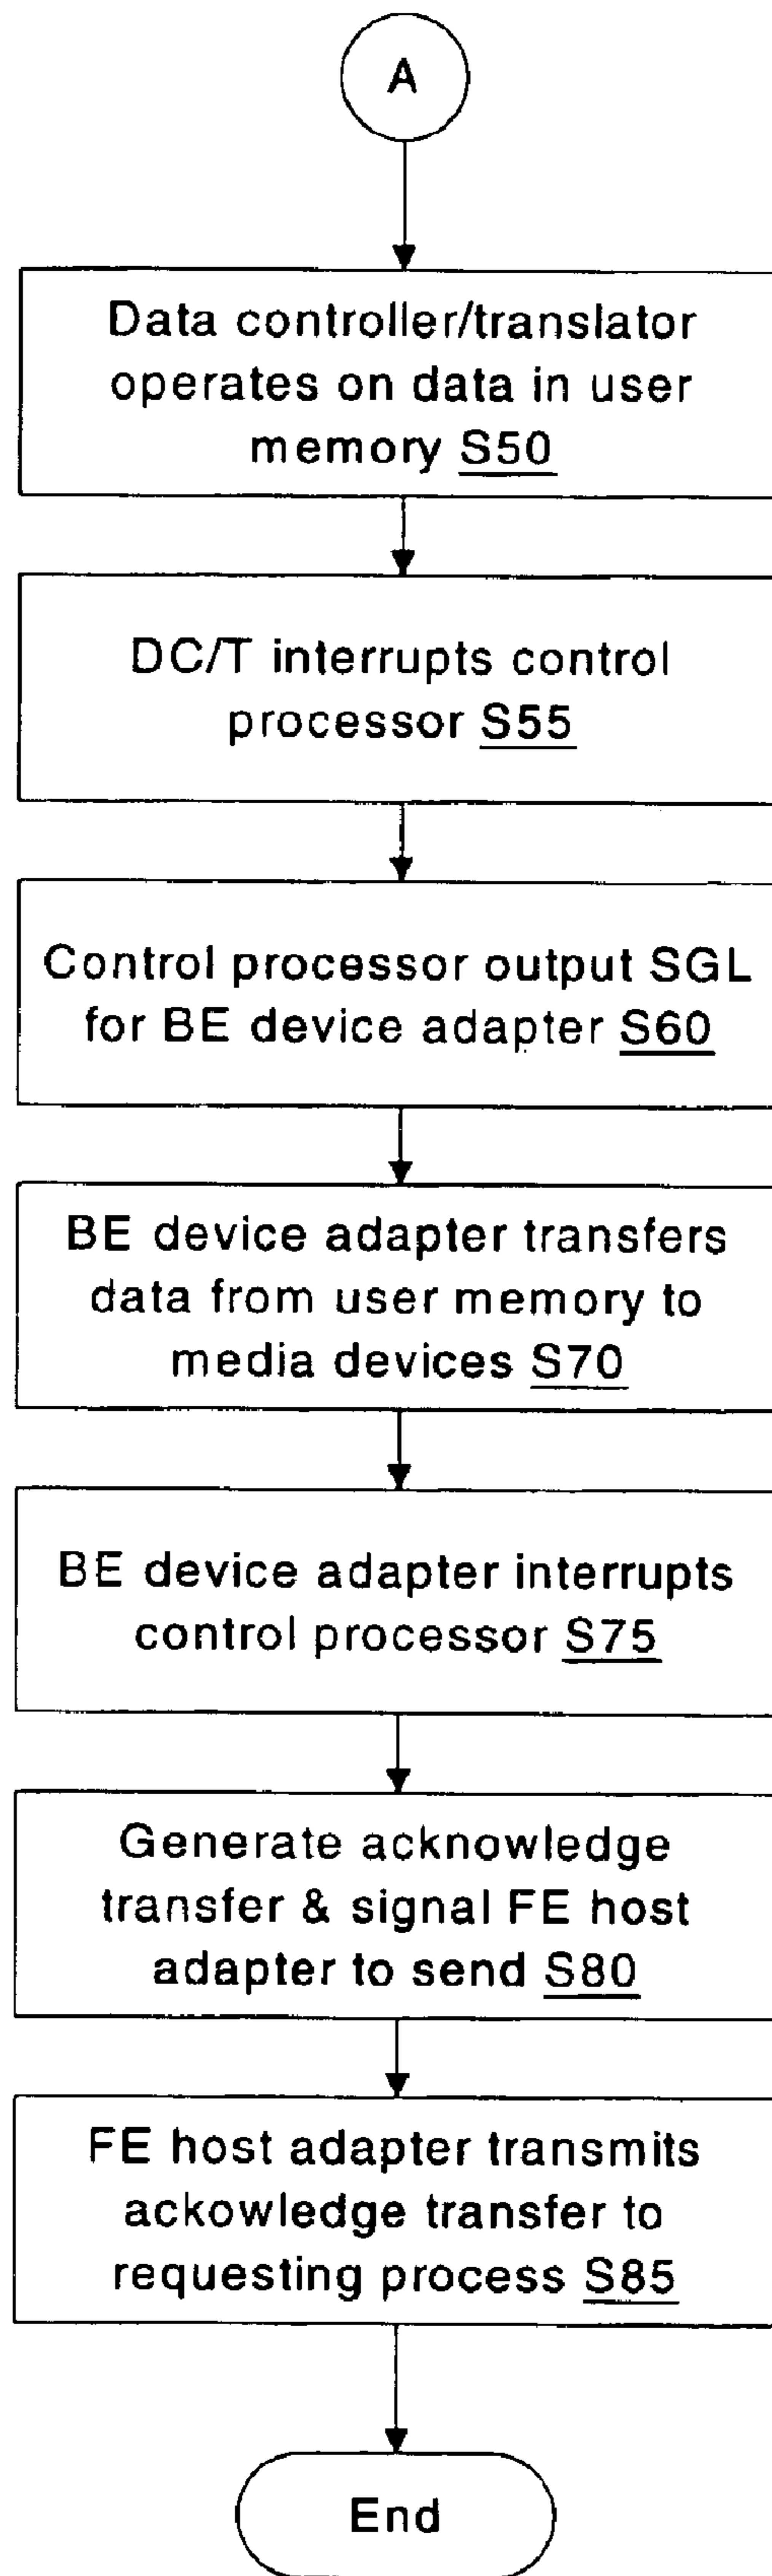 A
Data controller/translator
operates on data in user
memory S50
DC/T interrupts control
processor S55
Control processor output SGL
for BE device adapter S60
BE device adapter transfers
data from user memory to
media devices S70
BE device adapter interrupts
control processor S75
Generate acknowledge
transfer & signal FE host
adapter to send S80
FE host adapter transmits
ackowledge transfer to
requesting process S85
End